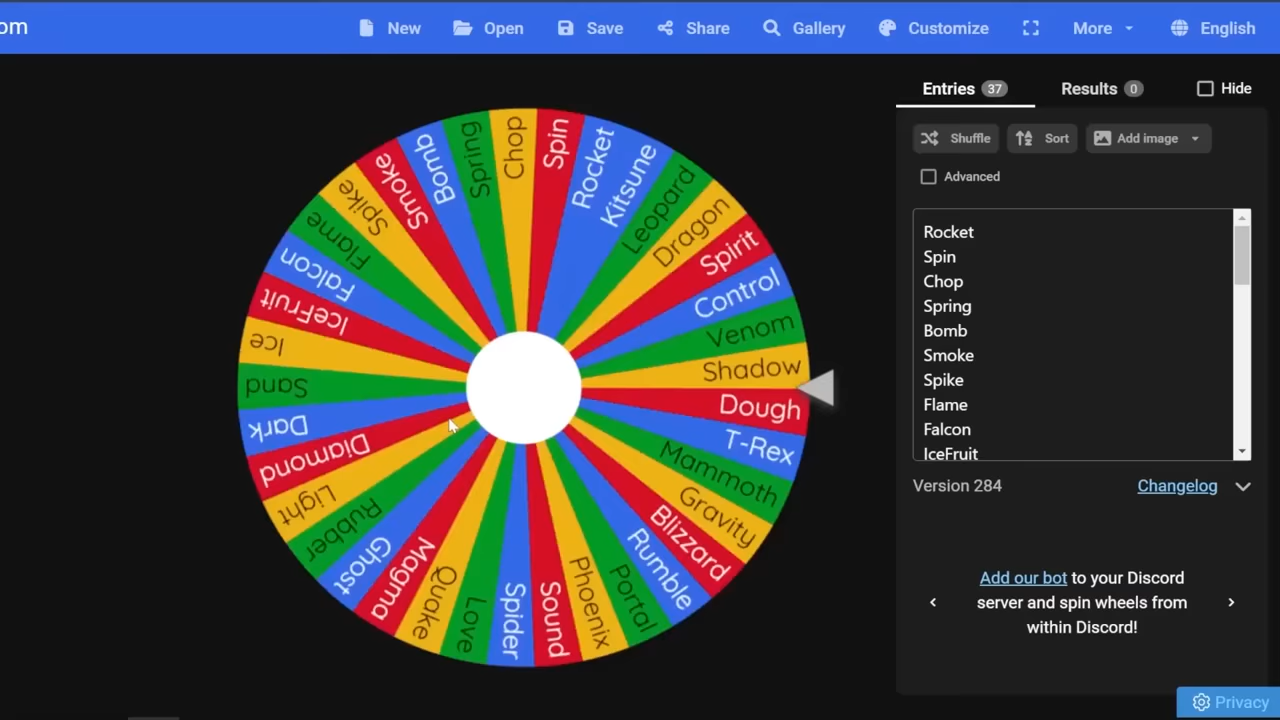 om
New
Open
Save
Share
Gallery
Customize
More
English
Entries 37
Results 0
Hide
Shuffle
Sort
Add image
Advanced
Rocket
Spin
Chop
Spring
Bomb
Smoke
Spike
Flame
Falcon
IceFruit
Version 284
Changelog
Add our bot to your Discord
server and spin wheels from
within Discord!
Privacy
Rocket
Kitsune
Leopard
Dragon
Spirit
Control
Venom
Shadow
Dough
T-Rex
Mammoth
Gravity
Blizzard
Rumble
Portal
Phoenix
Sound
Spider
Love
Quake
Magma
Ghost
Rubber
Light
Diamond
Dark
Sand
Ice
IceFruit
Falcon
Flame
Spike
Smoke
Bomb
Spring
Chop
Spin